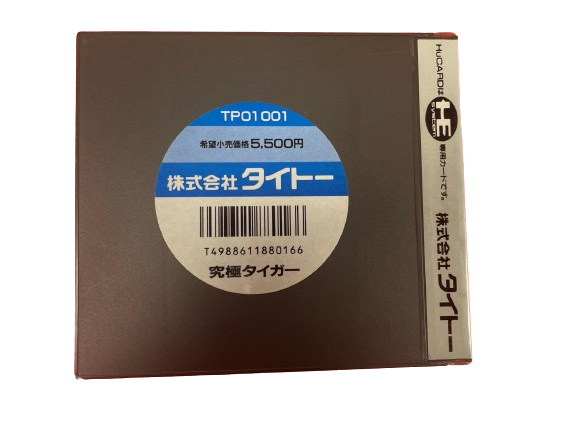 TP01001
希望小売価格5,500円
株式会社タイトー
T4988611880166
究極タイガー
HuCARDは HE SYSTEM 専用カードです。 株式会社タイトー